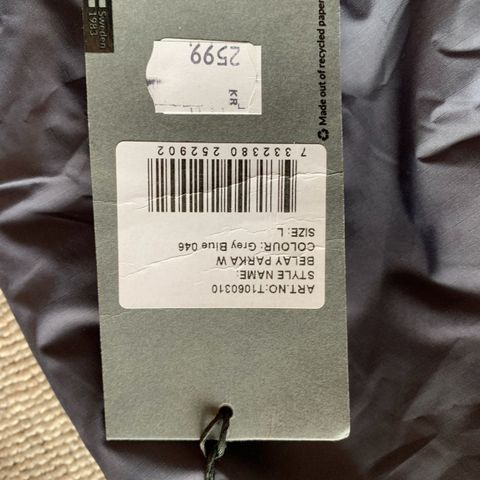 Sweden
1983
2599.
KR
Made out of recycled paper
ART.NO:T1060310
STYLE NAME:
BELAY PARKA W
COLOUR: Grey Blue 046
SIZE: L
7 332380 252902